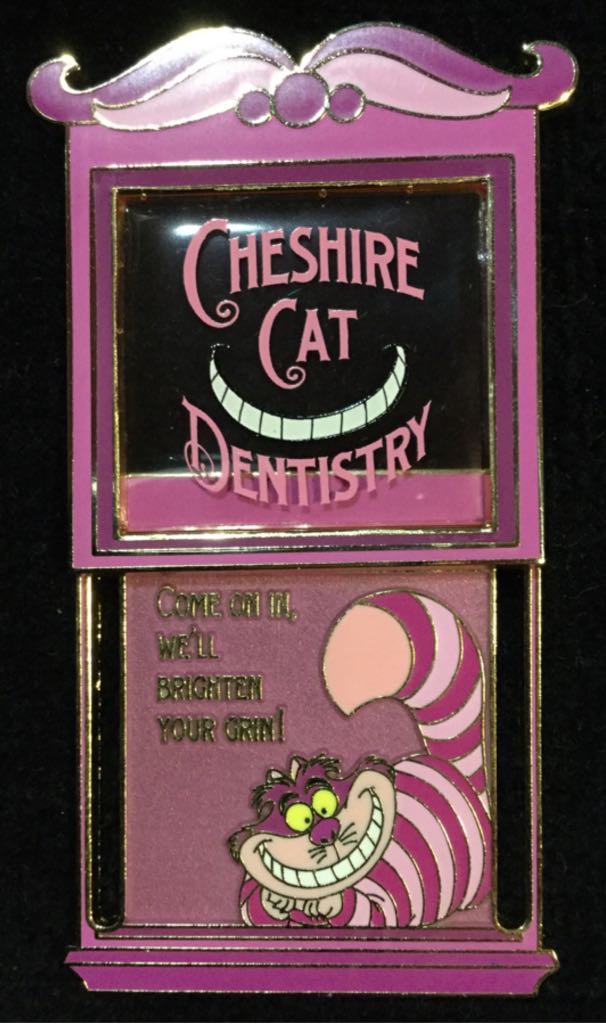 CHESHIRE
CAT
DENTISTRY
COME ON IN,
WE'LL
BRIGHTEN
YOUR GRIN!